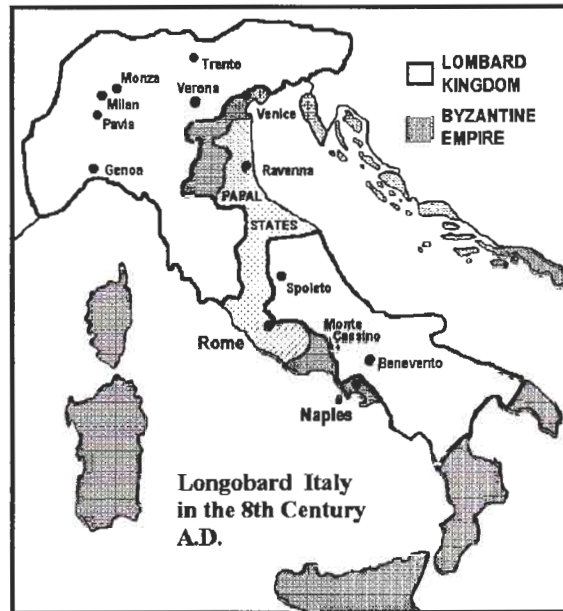 Trento
Monza
Verona
Milan
Pavia
Venice
LOMBARD
KINGDOM
BYZANTINE
EMPIRE
Genoa
Ravenna
PAPAL
STATES
Spoleto
Rome
Monte
Cassino
Benevento
Naples
Longobard Italy
in the 8th Century
A.D.